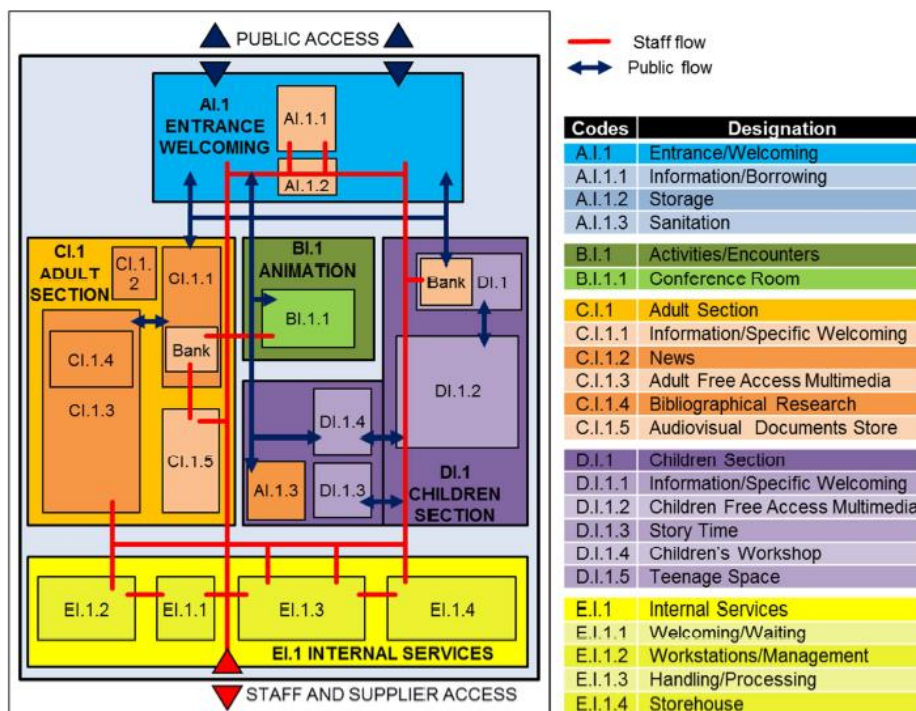 PUBLIC ACCESS
AI.1
ENTRANCE
WELCOMING
AI.1.1
AI.1.2
CI.1
ADULT
SECTION
CI.1.
2
CI.1.1
BI.1
ANIMATION
BI.1.1
Bank
DI.1
CI.1.4
Bank
CI.1.3
DI.1.2
CI.1.5
DI.1.4
AI.1.3
DI.1.3
DI.1
CHILDREN
SECTION
EI.1.2
EI.1.1
EI.1.3
EI.1.4
EI.1 INTERNAL SERVICES
STAFF AND SUPPLIER ACCESS
Staff flow
Public flow
Codes Designation
A.I.1 Entrance/Welcoming
A.I.1.1 Information/Borrowing
A.I.1.2 Storage
A.I.1.3 Sanitation
B.I.1 Activities/Encounters
B.I.1.1 Conference Room
C.I.1 Adult Section
C.I.1.1 Information/Specific Welcoming
C.I.1.2 News
C.I.1.3 Adult Free Access Multimedia
C.I.1.4 Bibliographical Research
C.I.1.5 Audiovisual Documents Store
D.I.1 Children Section
D.I.1.1 Information/Specific Welcoming
D.I.1.2 Children Free Access Multimedia
D.I.1.3 Story Time
D.I.1.4 Children's Workshop
D.I.1.5 Teenage Space
E.I.1 Internal Services
E.I.1.1 Welcoming/Waiting
E.I.1.2 Workstations/Management
E.I.1.3 Handling/Processing
E.I.1.4 Storehouse